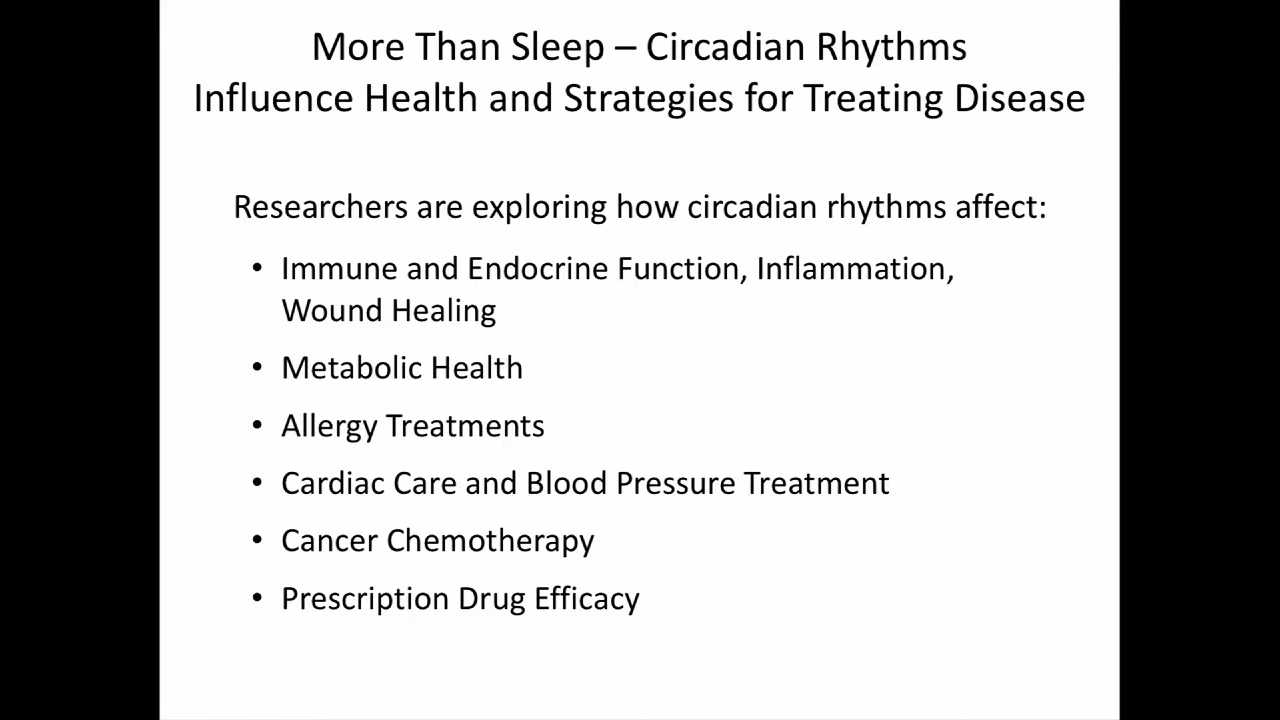 More Than Sleep – Circadian Rhythms
Influence Health and Strategies for Treating Disease
Researchers are exploring how circadian rhythms affect:
• Immune and Endocrine Function, Inflammation,
Wound Healing
• Metabolic Health
• Allergy Treatments
• Cardiac Care and Blood Pressure Treatment
• Cancer Chemotherapy
• Prescription Drug Efficacy